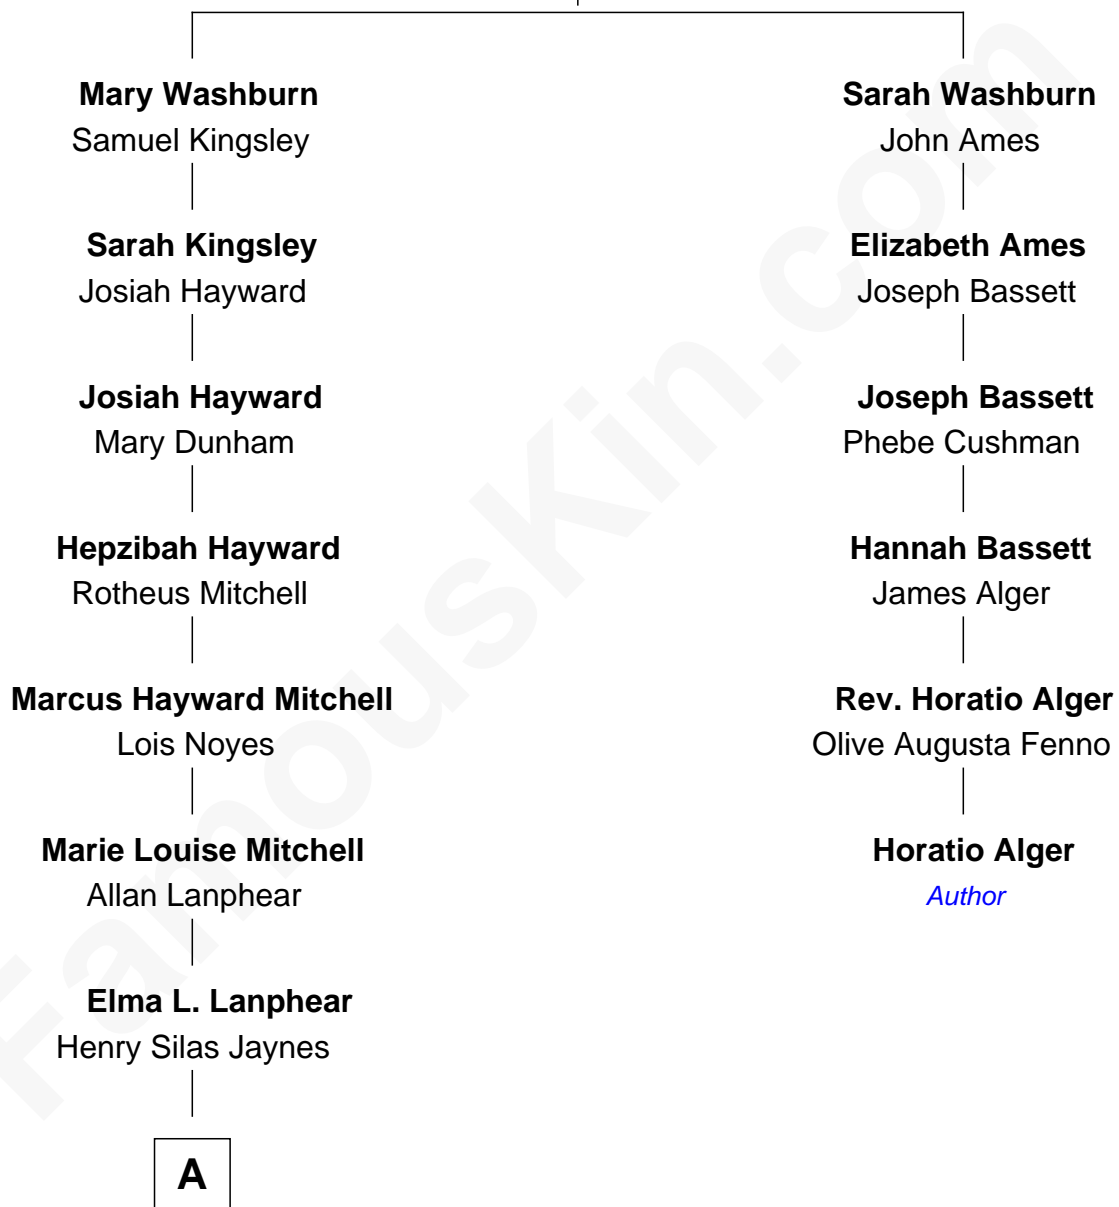 Mary Washburn
Samuel Kingsley
Sarah Washburn
John Ames
Sarah Kingsley
Josiah Hayward
Elizabeth Ames
Joseph Bassett
Josiah Hayward
Mary Dunham
Joseph Bassett
Phebe Cushman
Hepzibah Hayward
Rotheus Mitchell
Hannah Bassett
James Alger
Marcus Hayward Mitchell
Lois Noyes
Rev. Horatio Alger
Olive Augusta Fenno
Marie Louise Mitchell
Allan Lanphear
Horatio Alger
Author
Elma L. Lanphear
Henry Silas Jaynes
A
FamousKin.com